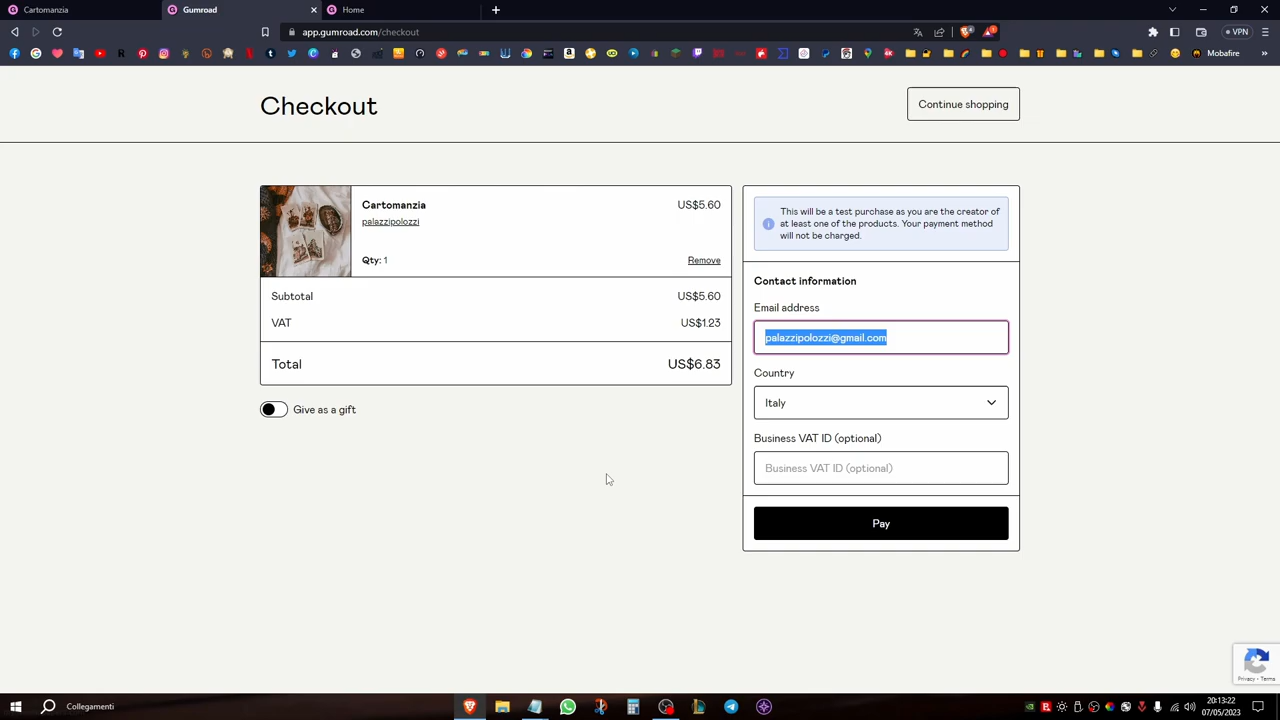 Cartomanzia
Gumroad
Home
app.gumroad.com/checkout
VPN
Mobafire
Checkout
Continue shopping
Cartomanzia
US$5.60
palazzipolozzi
Qty: 1
Remove
Subtotal
US$5.60
VAT
US$1.23
Total
US$6.83
Give as a gift
This will be a test purchase as you are the creator of
at least one of the products. Your payment method
will not be charged.
Contact information
Email address
palazzipolozzi@gmail.com
Country
Italy
Business VAT ID (optional)
Business VAT ID (optional)
Pay
Privacy - Terms
Collegamenti
20:13:22
07/05/2023